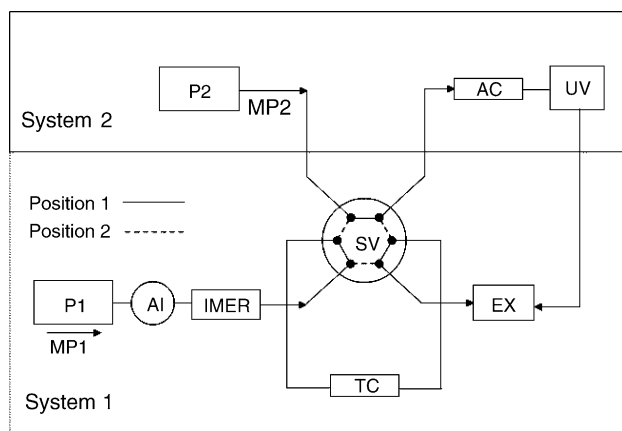 P2
MP2
AC
UV
System 2
Position 1
Position 2
SV
P1
AI
IMER
EX
MP1
TC
System 1